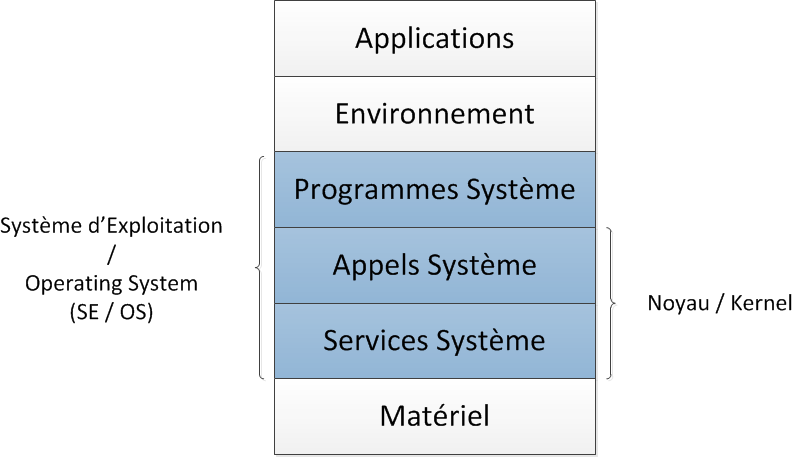 Applications
Environnement
Programmes Système
Appels Système
Services Système
Matériel
Système d’Exploitation
/
Operating System
(SE / OS)
Noyau / Kernel